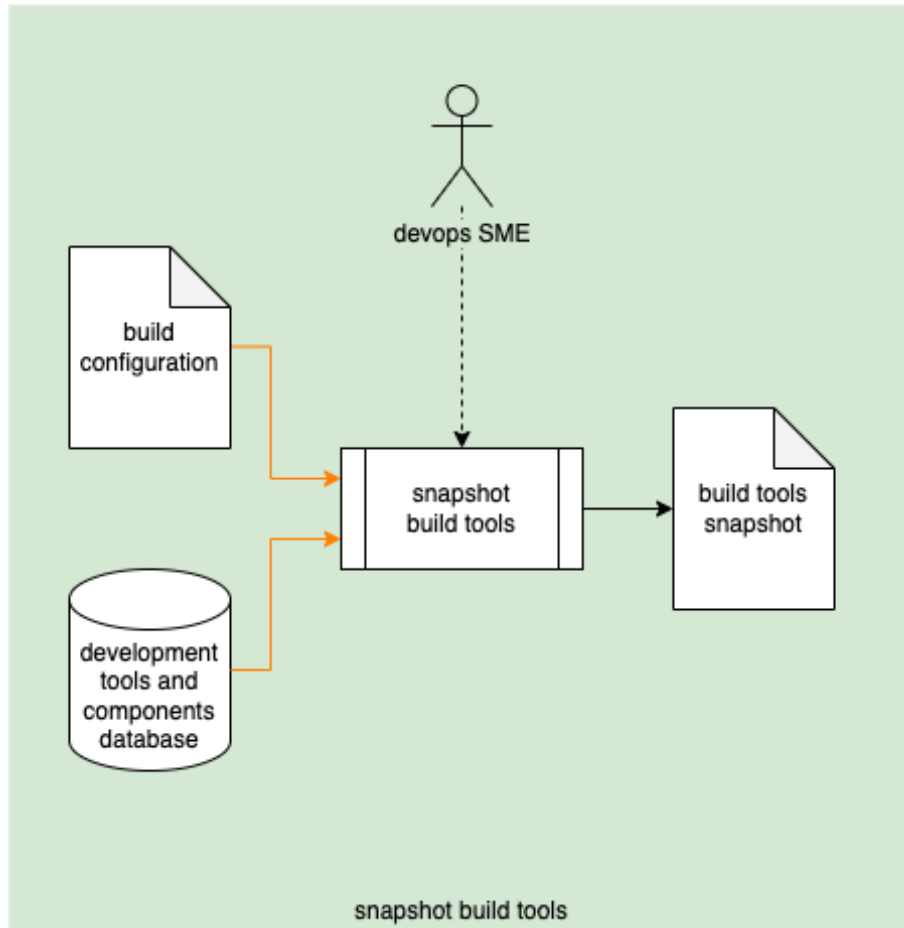 devops SME
build
configuration
snapshot
build tools
build tools
snapshot
development
tools and
components
database
snapshot build tools